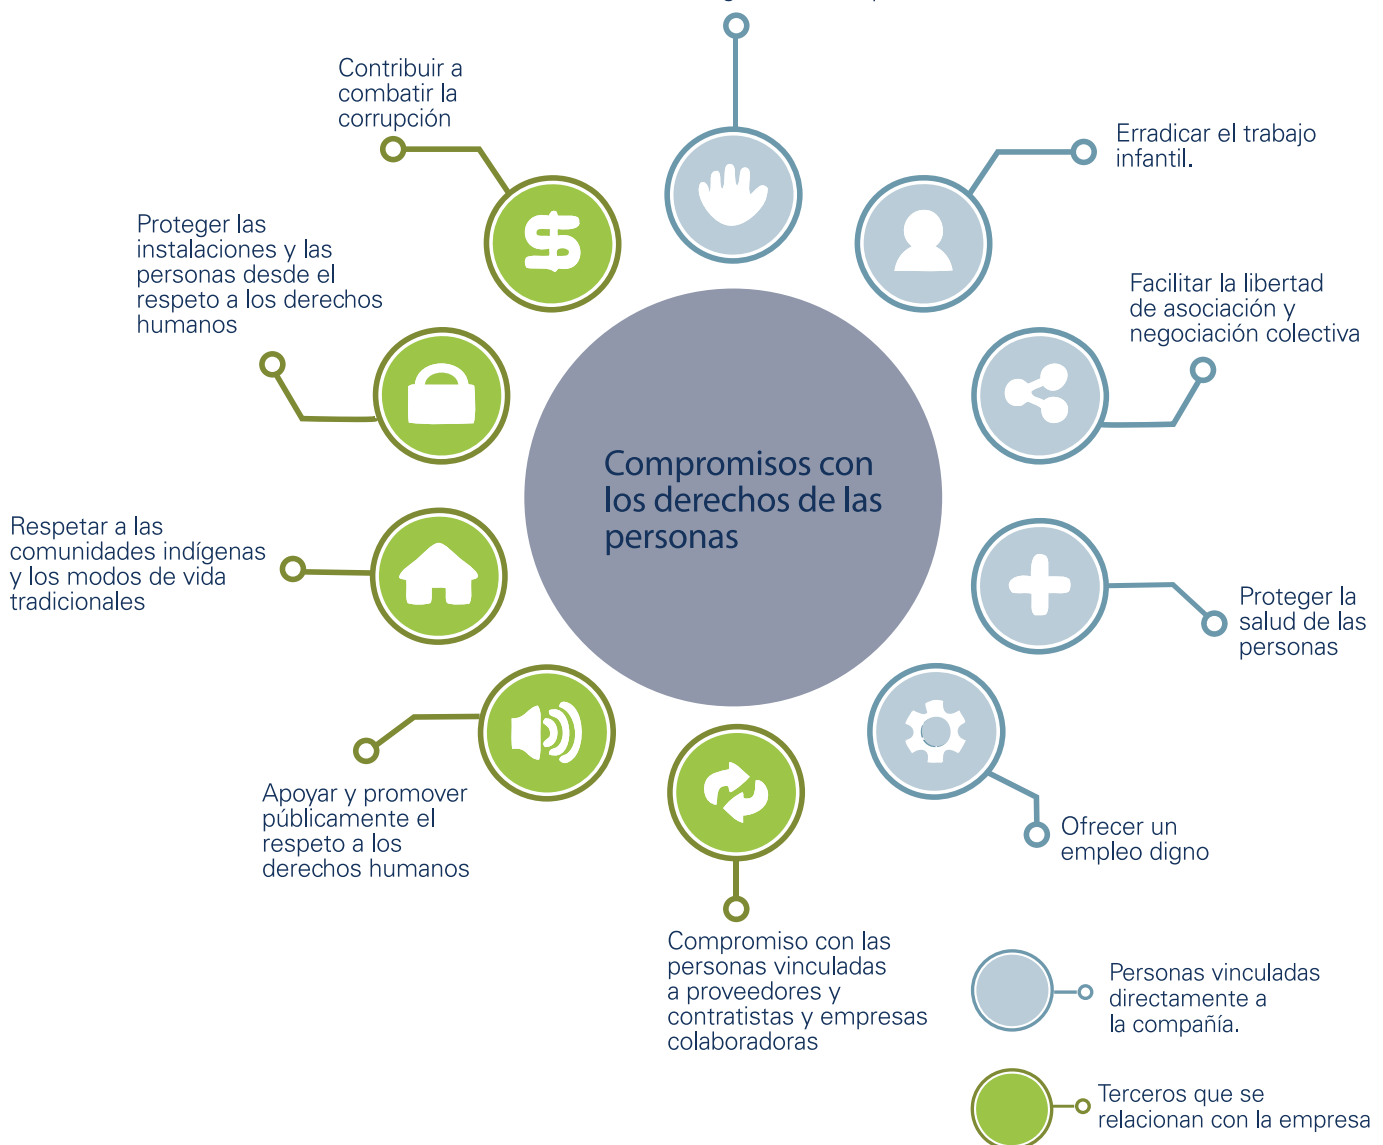 Contribuir a
combatir la
corrupción
Erradicar el trabajo
infantil.
Proteger las
instalaciones y las
personas desde el
respeto a los derechos
humanos
Facilitar la libertad
de asociación y
negociación colectiva
Compromisos con
los derechos de las
personas
Respetar a las
comunidades indígenas
y los modos de vida
tradicionales
Proteger la
salud de las
personas
Apoyar y promover
públicamente el
respeto a los
derechos humanos
Ofrecer un
empleo digno
Compromiso con las
personas vinculadas
a proveedores y
contratistas y empresas
colaboradoras
Personas vinculadas
directamente a
la compañía.
Terceros que se
relacionan con la empresa